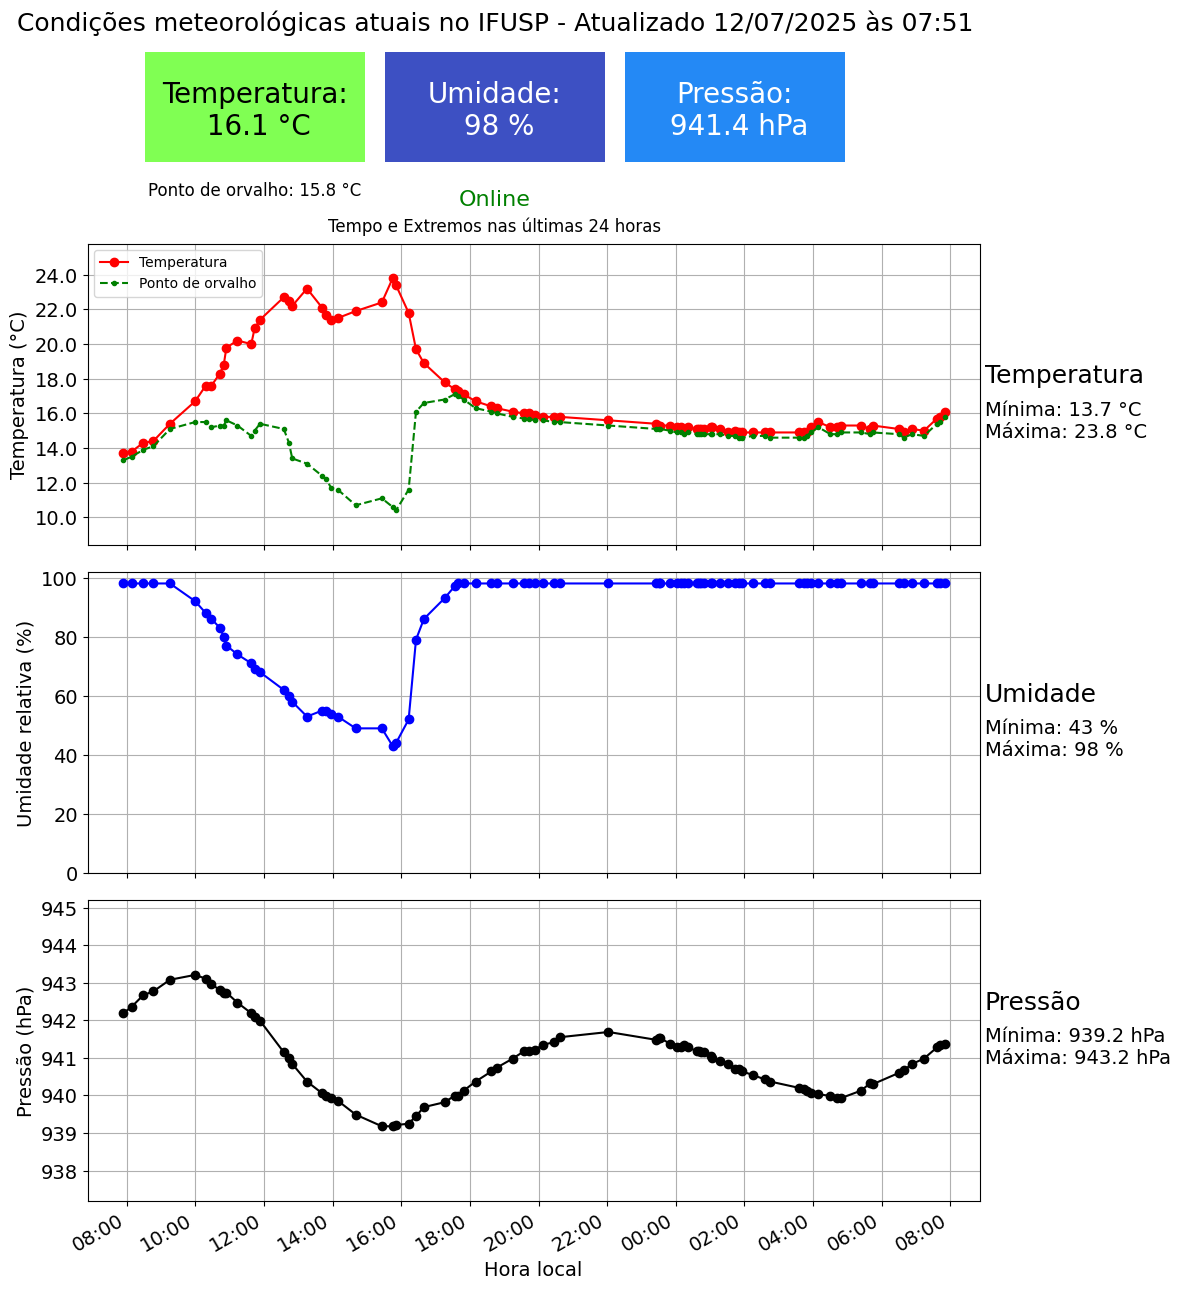 Condições meteorológicas atuais no IFUSP - Atualizado 12/07/2025 às 07:51
Temperatura:
16.1 °C
Umidade:
98 %
Pressão:
941.4 hPa
Ponto de orvalho: 15.8 °C
Online
Tempo e Extremos nas últimas 24 horas
Temperatura
Ponto de orvalho
Temperatura (°C)
24.0
22.0
20.0
18.0
16.0
14.0
12.0
10.0
Temperatura
Mínima: 13.7 °C
Máxima: 23.8 °C
Umidade relativa (%)
100
80
60
40
20
0
Umidade
Mínima: 43 %
Máxima: 98 %
Pressão (hPa)
945
944
943
942
941
940
939
938
Pressão
Mínima: 939.2 hPa
Máxima: 943.2 hPa
08:00 10:00 12:00 14:00 16:00 18:00 20:00 22:00 00:00 02:00 04:00 06:00 08:00
Hora local